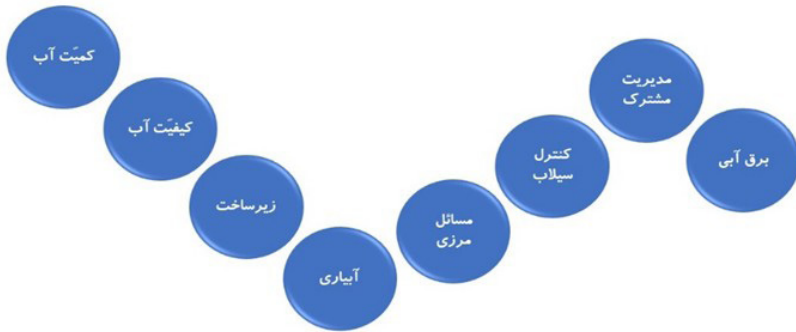 کمیّت آب
کیفیّت آب
زیرساخت
آبیاری
مسائل
مرزی
کنترل
سیلاب
مدیریت
مشترک
برق آبی